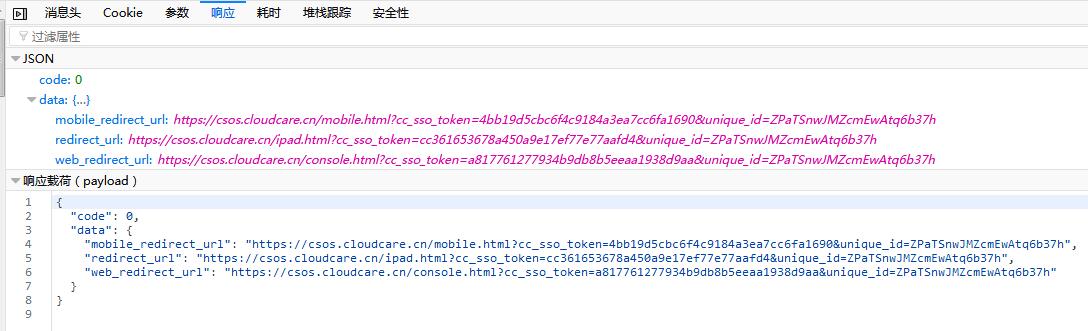 消息头 Cookie 参数 响应 耗时 堆栈跟踪 安全性
过滤属性
JSON
code: 0
data: {...}
mobile_redirect_url: https://csos.cloudcare.cn/mobile.html?cc_sso_token=4bb19d5cbc6f4c9184a3ea7cc6fa1690&unique_id=ZPaTSnwJMZcmEwAtq6b37h
redirect_url: https://csos.cloudcare.cn/ipad.html?cc_sso_token=cc361653678a450a9e17ef77e77aafd4&unique_id=ZPaTSnwJMZcmEwAtq6b37h
web_redirect_url: https://csos.cloudcare.cn/console.html?cc_sso_token=a817761277934b9db8b5eeaa1938d9aa&unique_id=ZPaTSnwJMZcmEwAtq6b37h
响应载荷 ( payload )
1 {
2 "code": 0,
3 "data": {
4 "mobile_redirect_url": "https://csos.cloudcare.cn/mobile.html?cc_sso_token=4bb19d5cbc6f4c9184a3ea7cc6fa1690&unique_id=ZPaTSnwJMZcmEwAtq6b37h",
5 "redirect_url": "https://csos.cloudcare.cn/ipad.html?cc_sso_token=cc361653678a450a9e17ef77e77aafd4&unique_id=ZPaTSnwJMZcmEwAtq6b37h",
6 "web_redirect_url": "https://csos.cloudcare.cn/console.html?cc_sso_token=a817761277934b9db8b5eeaa1938d9aa&unique_id=ZPaTSnwJMZcmEwAtq6b37h"
7 }
8 }
9